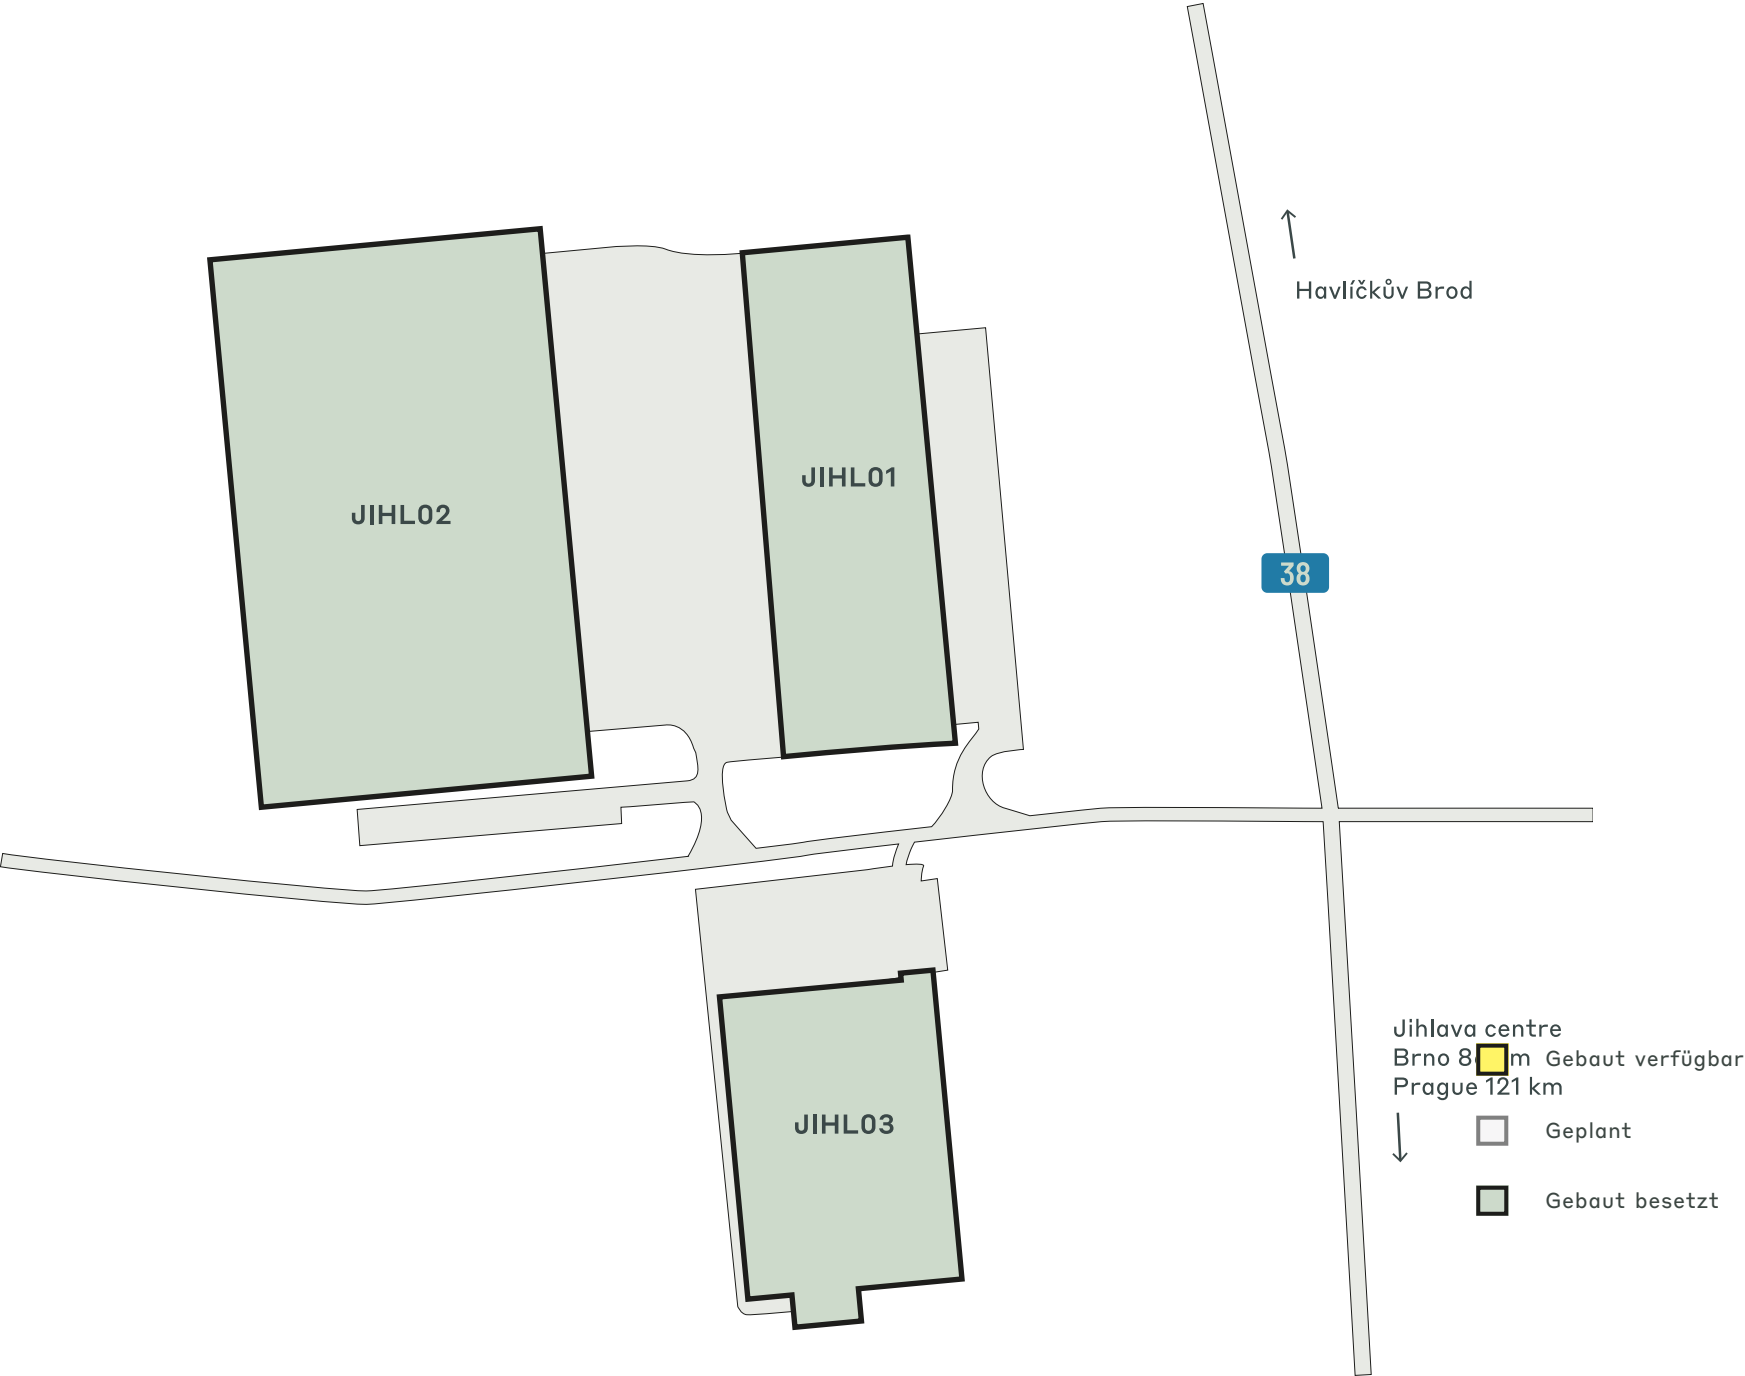 Havlíčkův Brod
JIHL01
JIHL02
38
Jihlava centre
Brno 8
Prague 121 km
Gebaut verfügbar
JIHL03
Geplant
Gebaut besetzt